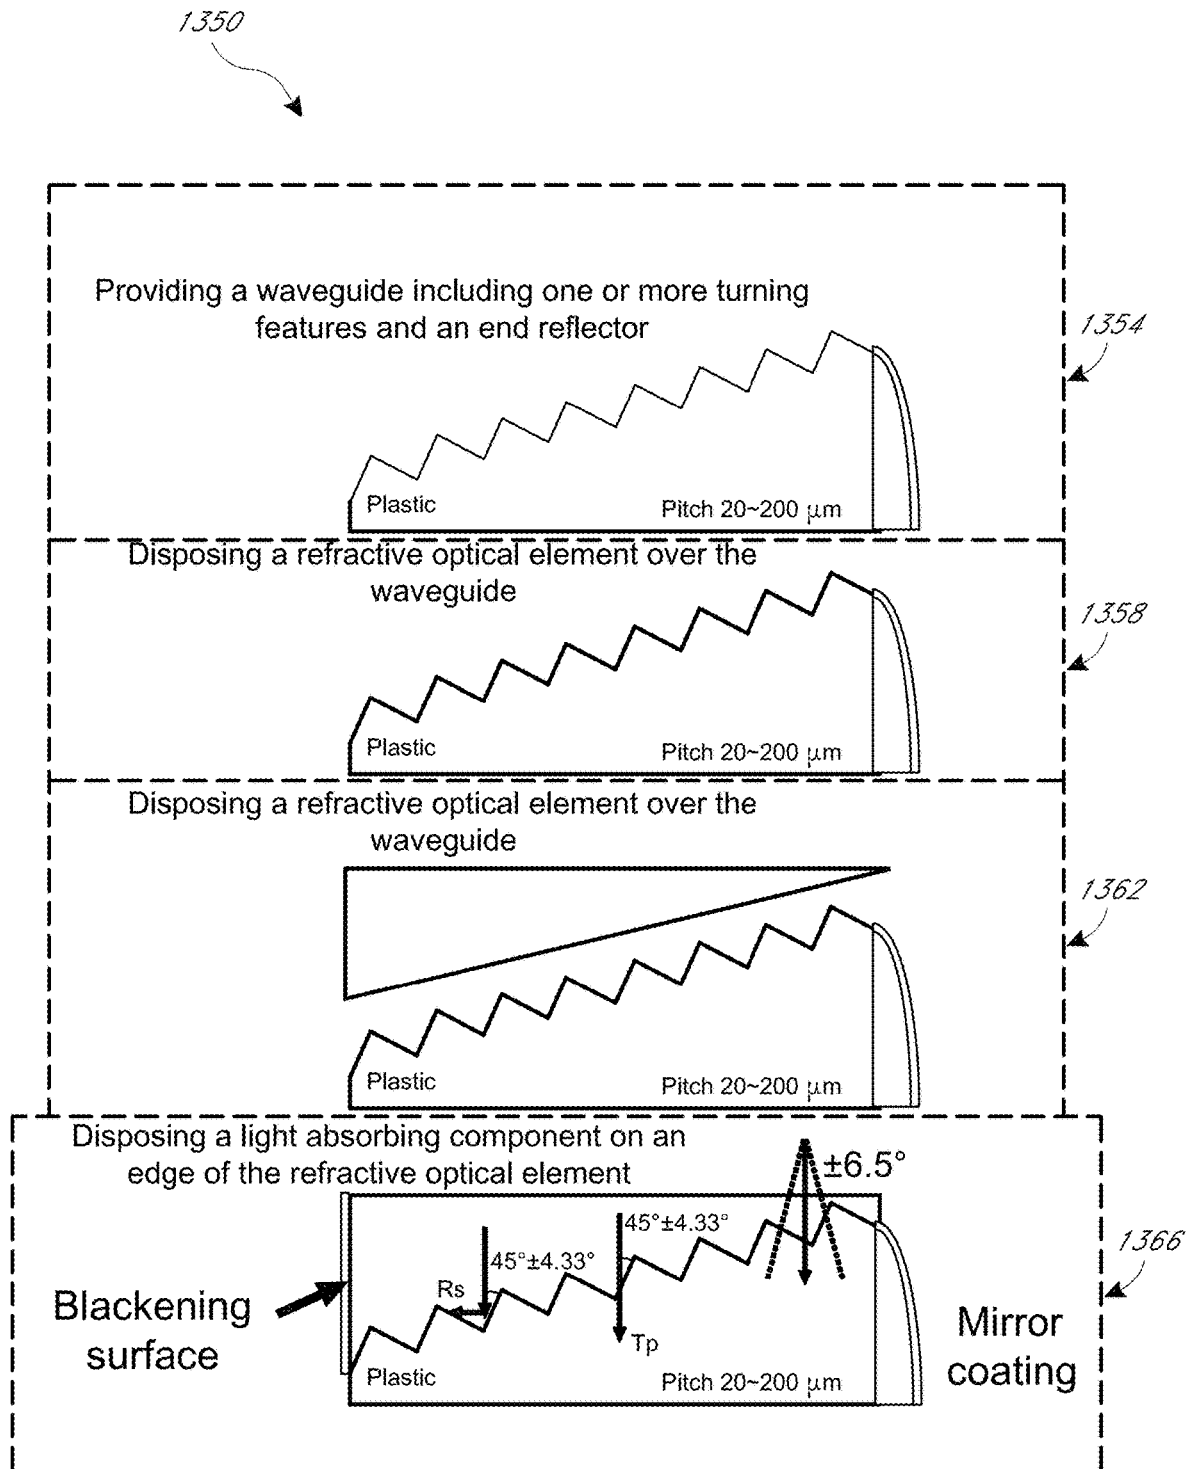 1350
Providing a waveguide including one or more turning
features and an end reflector
1354
Plastic
Pitch 20~200 μm
Disposing a refractive optical element over the
waveguide
1358
Plastic
Pitch 20~200 μm
Disposing a refractive optical element over the
waveguide
1362
Plastic
Pitch 20~200 μm
Disposing a light absorbing component on an
edge of the refractive optical element
±6.5°
45°±4.33°
45°±4.33°
1366
Rs
Blackening
surface
Tp
Mirror
coating
Plastic
Pitch 20~200 μm